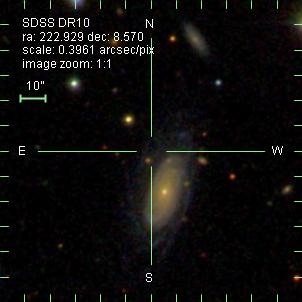 SDSS DR10
ra: 222.929 dec: 8.570
scale: 0.3961 arcsec/pix
image zoom: 1:1
10"
N
E
W
S